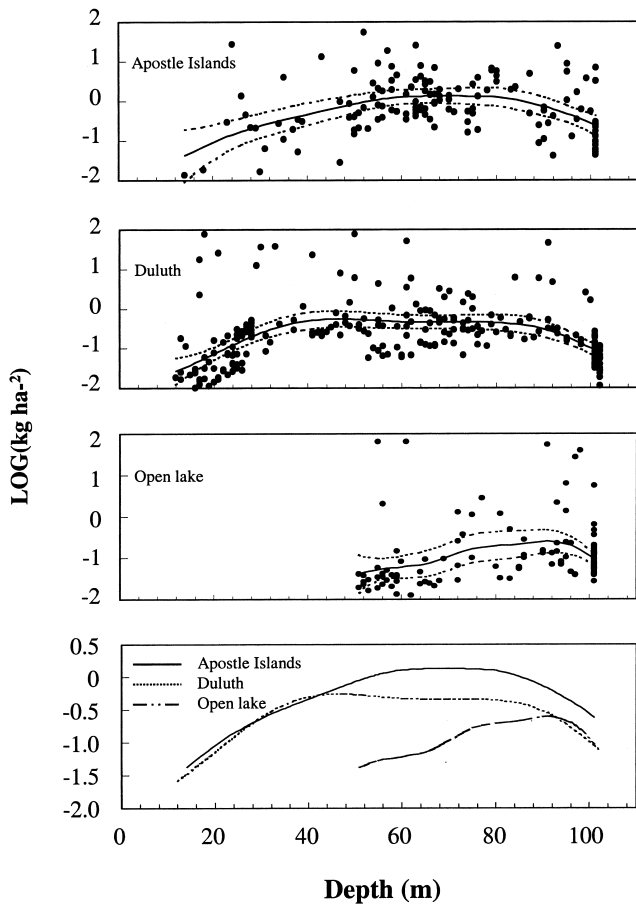 2
1
Apostle Islands
0
-1
-2
2
1
Duluth
0
-1
-2
2
1
Open lake
0
-1
-2
LOG(kg ha-2)
0.5
0
-0.5
-1.0
-1.5
-2.0
Apostle Islands
Duluth
Open lake
0 20 40 60 80 100
Depth (m)